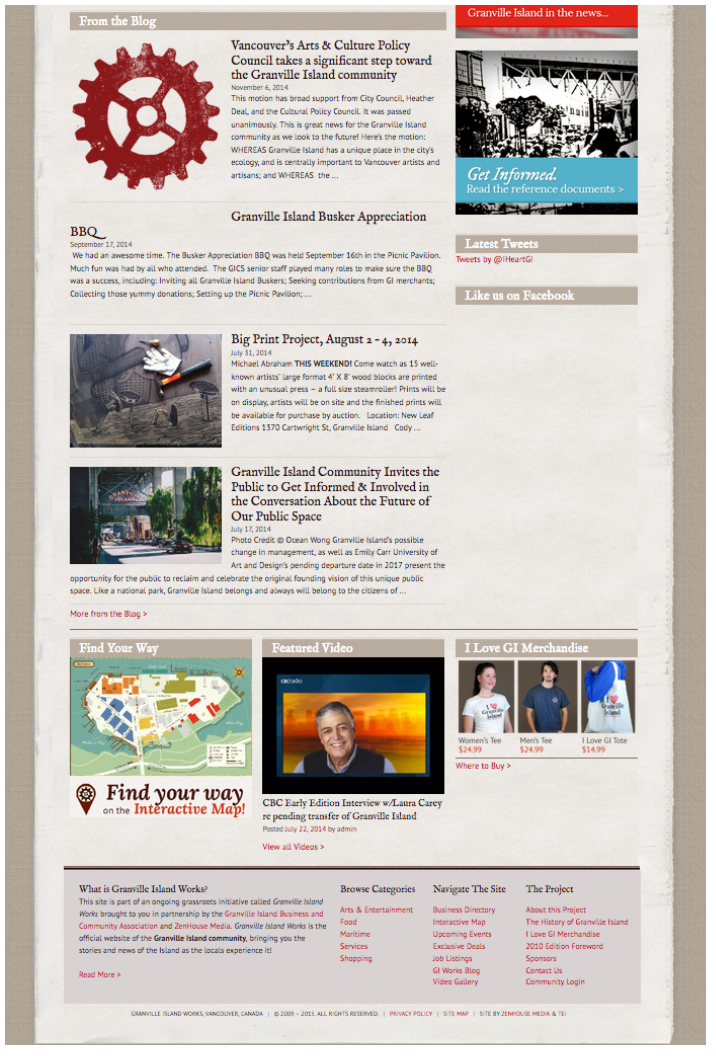 From the Blog
Vancouver's Arts & Culture Policy
Council takes a significant step toward
the Granville Island community
November 6, 2014
This motion has broad support from City Council, Heather
Deal, and the Cultural Policy Council. It was passed
unanimously. This is great news for the Granville Island
community as we look to the future! Here's the motion:
WHEREAS Granville Island has a unique place in the city's
ecology, and is centrally important to Vancouver artists and
artisans; and WHEREAS the ...
Granville Island Busker Appreciation
BBQ
September 17, 2014
We had an awesome time. The Busker Appreciation BBQ was held September 16th in the Picnic Pavilion.
Much fun was had by all who attended. The GICS senior staff played many roles to make sure the BBQ
was a success, including: Inviting all Granville Island Buskers; Seeking contributions from GI merchants;
Collecting those yummy donations; Setting up the Picnic Pavilion; ...
Big Print Project, August 2 - 4, 2014
July 31, 2014
Michael Abraham THIS WEEKEND! Come watch as 15 well-
known artists' large format 4' X 8' wood blocks are printed
with an unusual press – a full size steamroller! Prints will be
on display, artists will be on site and the finished prints will
be available for purchase by auction. Location: New Leaf
Editions 1370 Cartwright St, Granville Island Cody ...
Granville Island Community Invites the
Public to Get Informed & Involved in
the Conversation About the Future of
Our Public Space
July 17, 2014
Photo Credit © Ocean Wong Granville Island's possible
change in management, as well as Emily Carr University of
Art and Design's pending departure date in 2017 present the
opportunity for the public to reclaim and celebrate the original founding vision of this unique public
space. Like a national park, Granville Island belongs and always will belong to the citizens of ...
More from the Blog >
Granville Island in the news...
Get Informed.
Read the reference documents >
Latest Tweets
Tweets by @IHeartGI
Like us on Facebook
Find Your Way
Find your way
on the Interactive Map!
Featured Video
cbcradio
CBC Early Edition Interview w/Laura Carey
re pending transfer of Granville Island
Posted July 22, 2014 by admin
View all Videos >
I Love GI Merchandise
I
Granville
Island
Granville
Island
Women's Tee
$24.99
Men's Tee
$24.99
I Love GI Tote
$14.99
Where to Buy >
What is Granville Island Works?
This site is part of an ongoing grassroots initiative called Granville Island
Works brought to you in partnership by the Granville Island Business and
Community Association and ZenHouse Media. Granville Island Works is the
official website of the Granville Island community, bringing you the
stories and news of the Island as the locals experience it!
Read More >
Browse Categories
Arts & Entertainment
Food
Maritime
Services
Shopping
Navigate The Site
Business Directory
Interactive Map
Upcoming Events
Exclusive Deals
Job Listings
GI Works Blog
Video Gallery
The Project
About this Project
The History of Granville Island
I Love GI Merchandise
2010 Edition Foreword
Sponsors
Contact Us
Community Login
GRANVILLE ISLAND WORKS, VANCOUVER, CANADA | © 2009 – 2015. ALL RIGHTS RESERVED. | PRIVACY POLICY | SITE MAP | SITE BY ZENHOUSE MEDIA & TEI